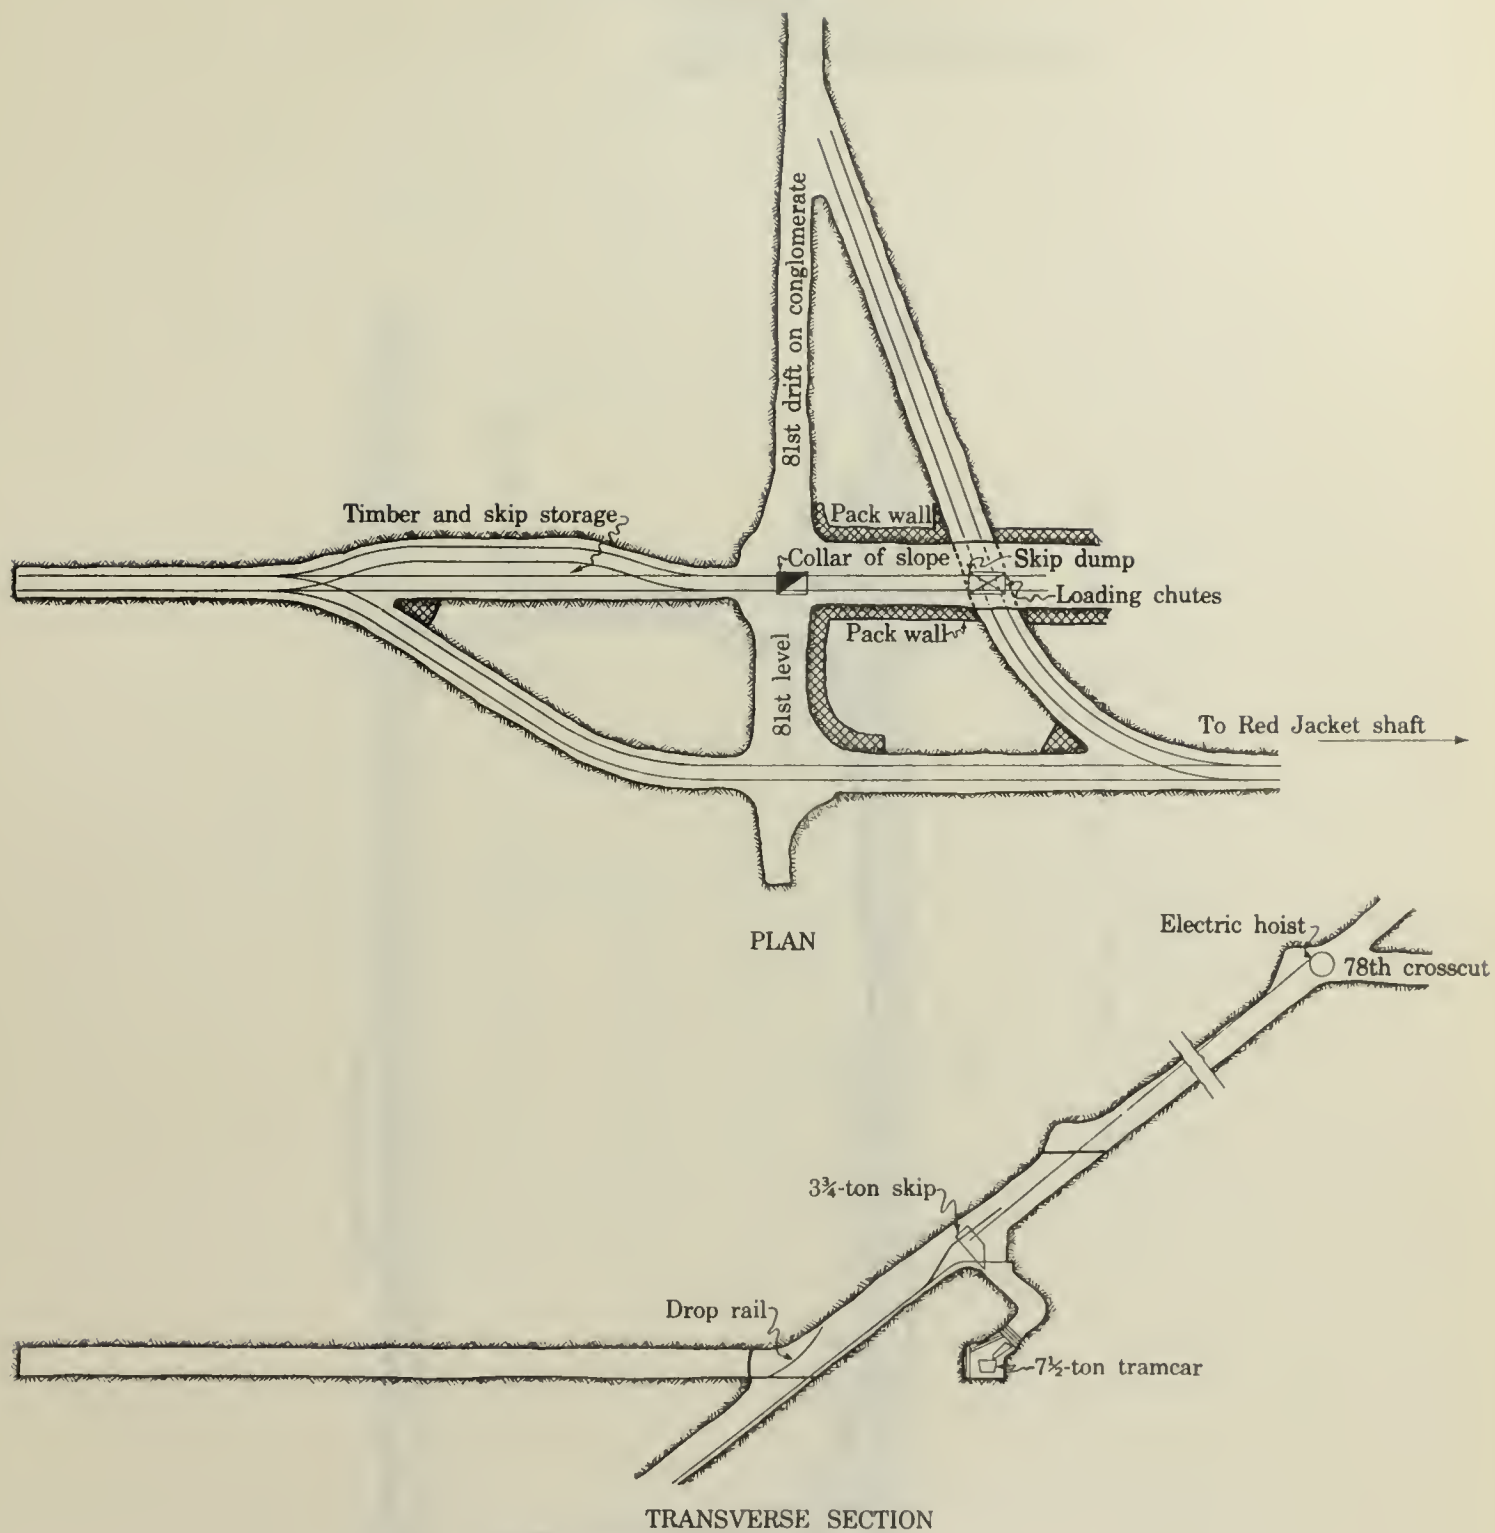 81st drift on conglomerate
Timber and skip storage
Pack wall
Collar of slope
Skip dump
Loading chutes
Pack wall
81st level
To Red Jacket shaft
PLAN
Electric hoist
78th crosscut
3¾-ton skip
Drop rail
7½-ton tramcar
TRANSVERSE SECTION